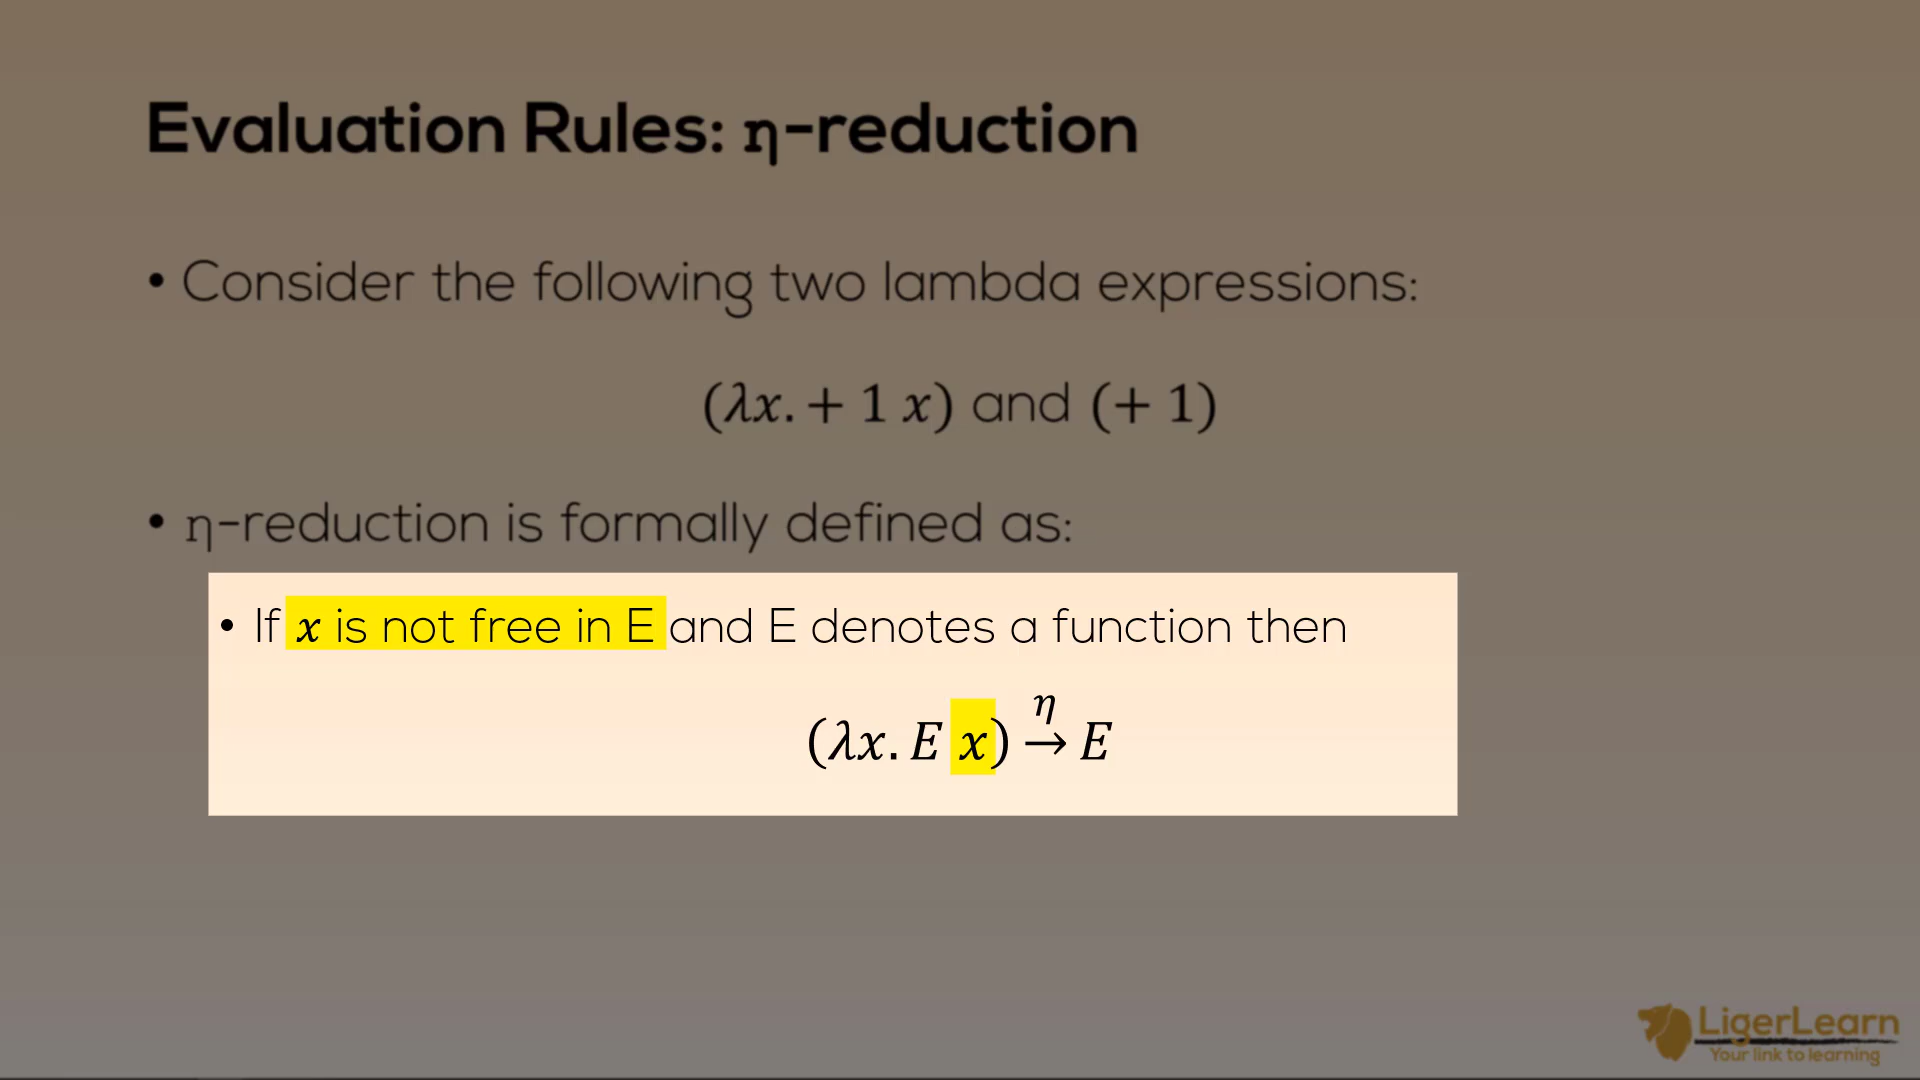 Evaluation Rules: η-reduction
• Consider the following two lambda expressions:
(λx. + 1 x) and (+ 1)
• η-reduction is formally defined as:
• If x is not free in E and E denotes a function then
(λx. E x) →^η E
LigerLearn
Your link to learning